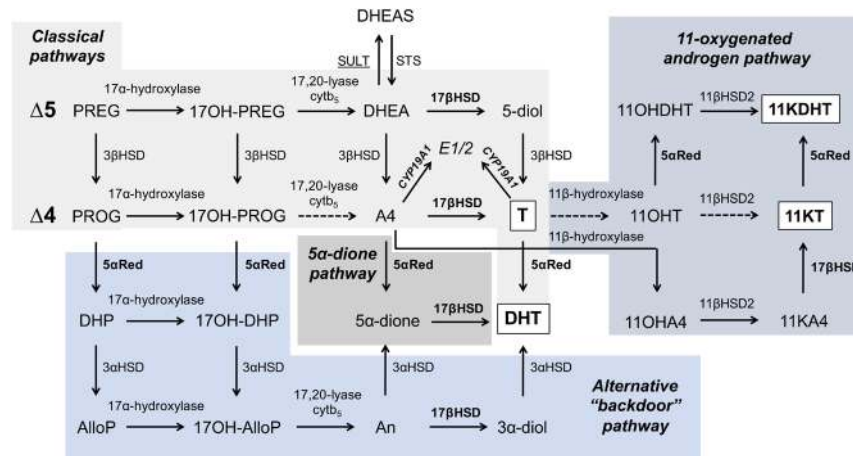 DHEAS
Classical
pathways
11-oxygenated
androgen pathway
SULT STS
17α-hydroxylase 17,20-lyase
cytb5 17βHSD 11βHSD2
Δ5 PREG 17OH-PREG DHEA 5-diol 11OHDHT 11KDHT
3βHSD 3βHSD 3βHSD CYP19A1 E1/2 CYP19A1 3βHSD 5αRed 5αRed
17α-hydroxylase 17,20-lyase
cytb5 17βHSD 11β-hydroxylase 11βHSD2
Δ4 PROG 17OH-PROG A4 T 11OHT 11KT
11β-hydroxylase
5αRed 5αRed 5α-dione
pathway 5αRed 5αRed 17βHSD
17α-hydroxylase 17βHSD 11βHSD2
DHP 17OH-DHP 5α-dione DHT 11OHA4 11KA4
3αHSD 3αHSD 3αHSD 3αHSD
17α-hydroxylase 17,20-lyase
cytb5 17βHSD
AlloP 17OH-AlloP An 3α-diol
Alternative
"backdoor"
pathway